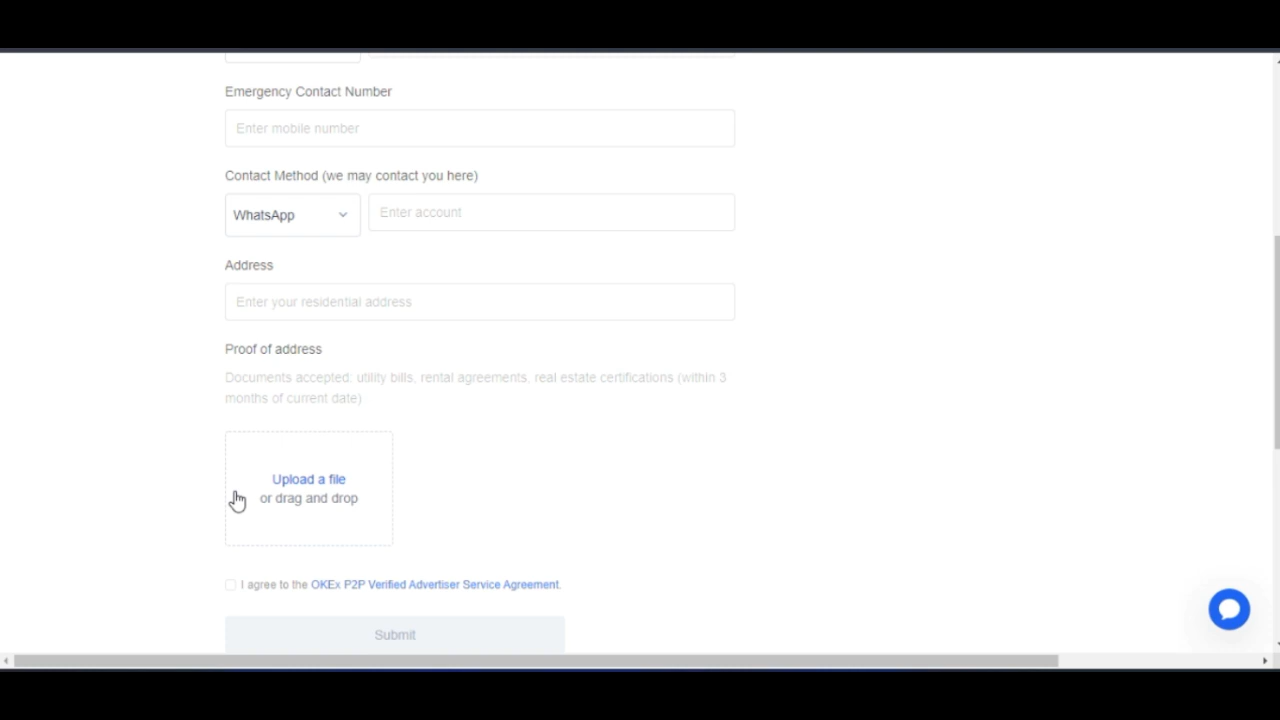 Emergency Contact Number
Enter mobile number
Contact Method (we may contact you here)
WhatsApp
Enter account
Address
Enter your residential address
Proof of address
Documents accepted: utility bills, rental agreements, real estate certifications (within 3
months of current date)
Upload a file
or drag and drop
I agree to the OKEx P2P Verified Advertiser Service Agreement.
Submit